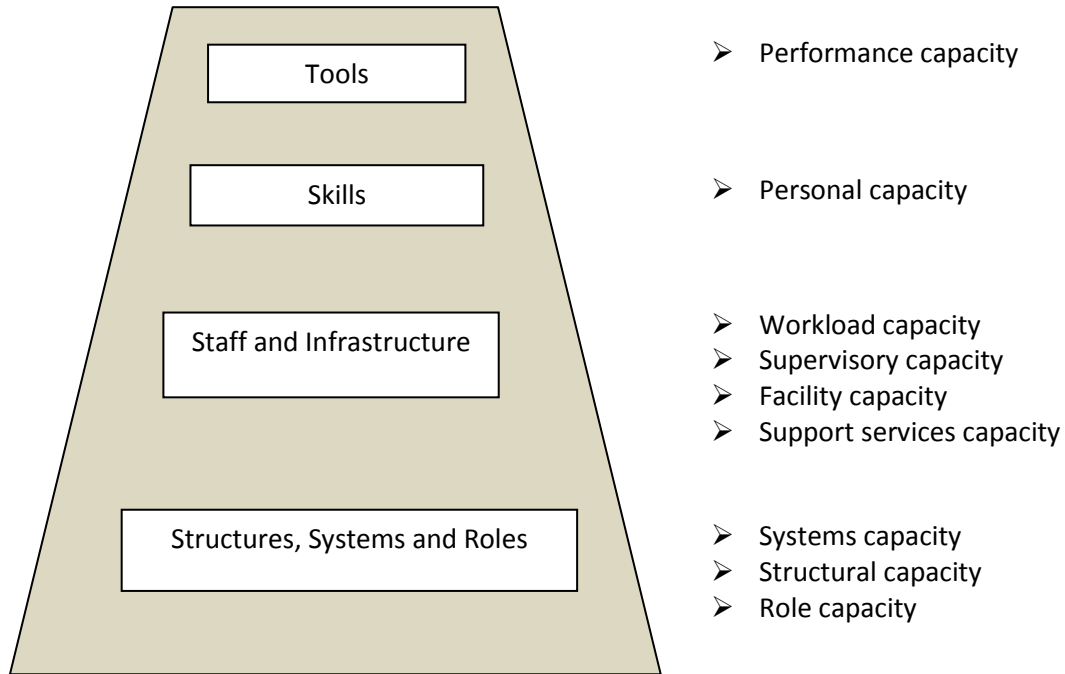 Tools
➢ Performance capacity
Skills
➢ Personal capacity
Staff and Infrastructure
➢ Workload capacity
➢ Supervisory capacity
➢ Facility capacity
➢ Support services capacity
Structures, Systems and Roles
➢ Systems capacity
➢ Structural capacity
➢ Role capacity